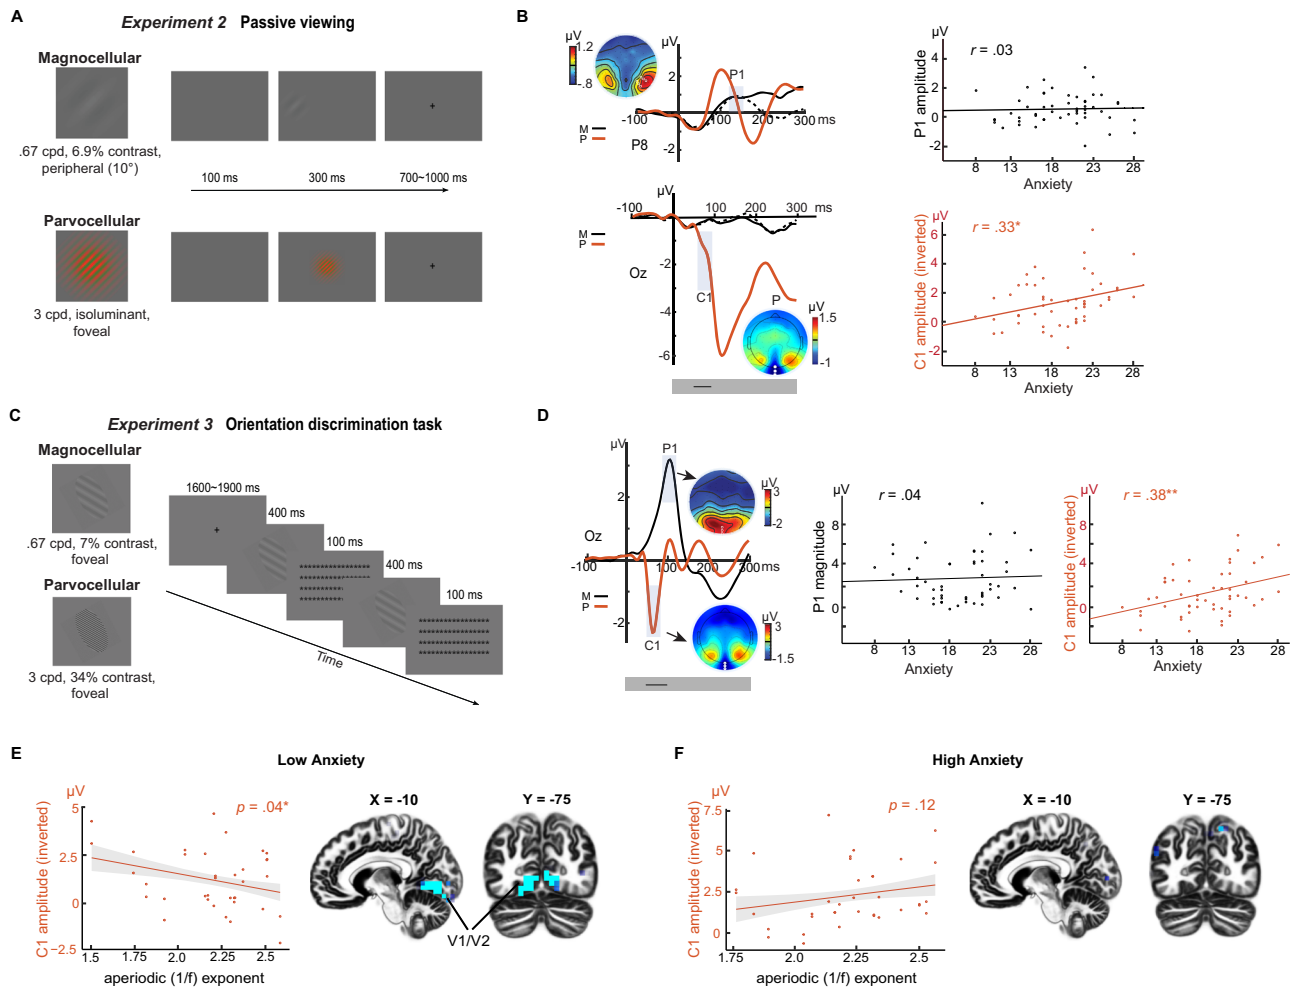 A
Experiment 2 Passive viewing
Magnocellular
.67 cpd, 6.9% contrast,
peripheral (10°)
+
100 ms
300 ms
700~1000 ms
Parvocellular
3 cpd, isoluminant,
foveal
+
B
µV
1.2
-.8
µV
2
P1
-100
100
200
300 ms
M
P
P8
-2
µV
-100
100
200
300
ms
M
P
-2
Oz
C1
-4
-6
P
µV
1.5
-1
µV
r = .03
P1 amplitude
4
2
0
-2
8
13
18
23
28
Anxiety
µV
r = .33*
C1 amplitude (inverted)
6
4
2
0
-2
8
13
18
23
28
Anxiety
C
Experiment 3 Orientation discrimination task
Magnocellular
.67 cpd, 7% contrast,
foveal
Parvocellular
3 cpd, 34% contrast,
foveal
1600~1900 ms
+
400 ms
100 ms
400 ms
100 ms
Time
D
µV
P1
2
Oz
-100
100
200
300
ms
M
P
-2
C1
µV
3
-2
µV
3
-1.5
µV
r = .04
P1 magnitude
8
4
0
8
13
18
23
28
Anxiety
µV
r = .38**
C1 amplitude (inverted)
8
4
0
8
13
18
23
28
Anxiety
E
Low Anxiety
µV
p = .04*
C1 amplitude (inverted)
5
2.5
0
−2.5
1.5
1.75
2.0
2.25
2.5
aperiodic (1/f) exponent
X = -10
Y = -75
V1/V2
F
High Anxiety
µV
p = .12
C1 amplitude (inverted)
7.5
5
2.5
0
1.75
2.0
2.25
2.5
aperiodic (1/f) exponent
X = -10
Y = -75